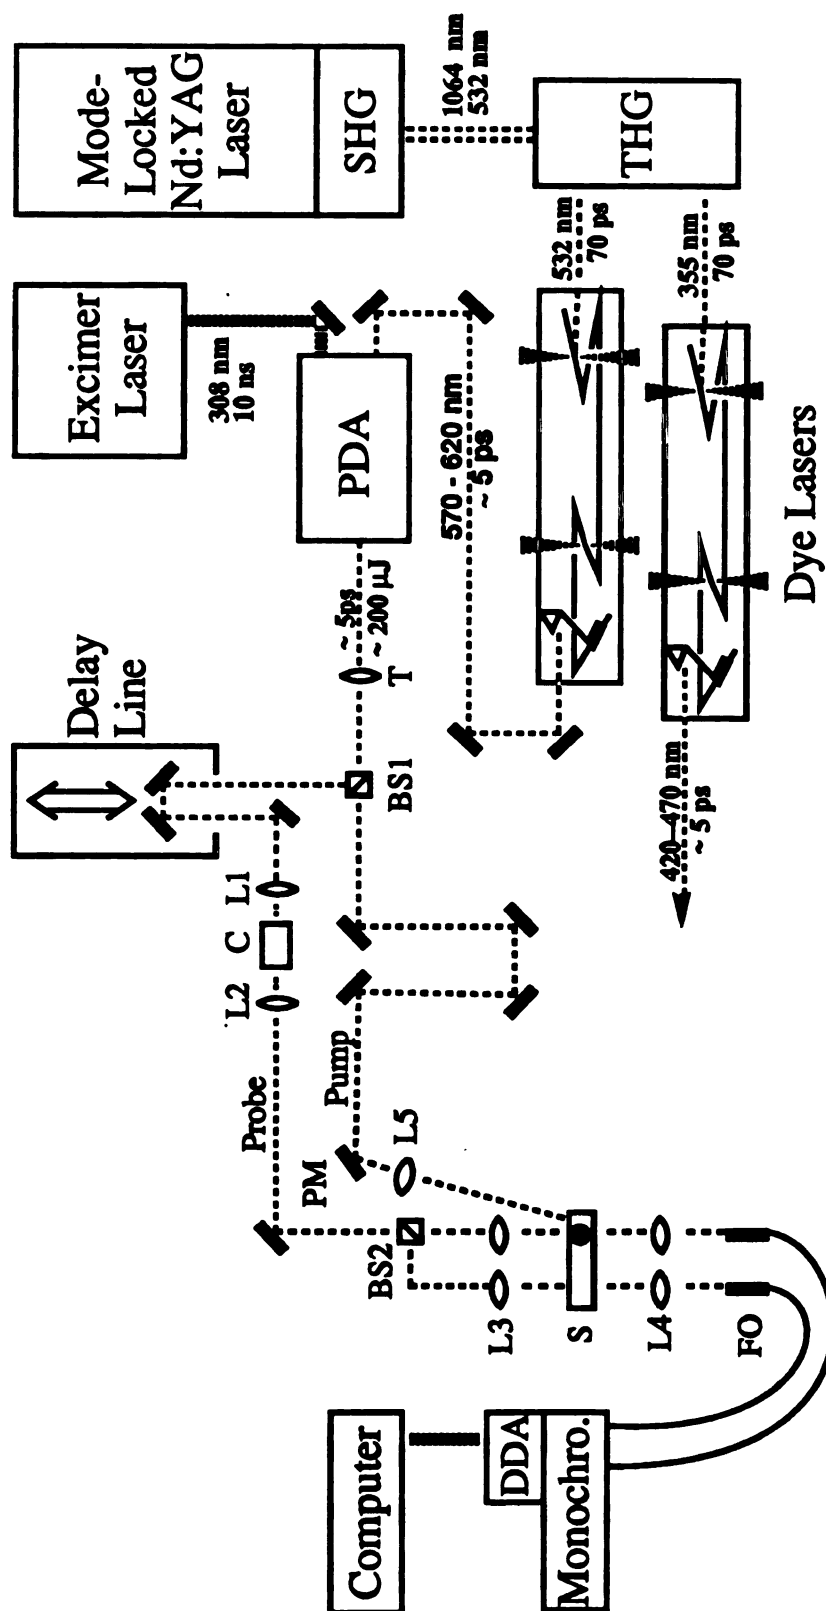 Mode-
Locked
Nd:YAG
Laser
SHG
1064 nm
532 nm
THG
Excimer
Laser
308 nm
10 ns
PDA
532 nm
70 ps
355 nm
70 ps
570 - 620 nm
~ 5 ps
Dye Lasers
~ 5ps
~ 200 μJ
T
Delay
Line
BS1
420-470 nm
~ 5 ps
L1
C
L2
Probe
Pump
PM
L5
BS2
L3
S
L4
FO
Computer
DDA
Monochro.